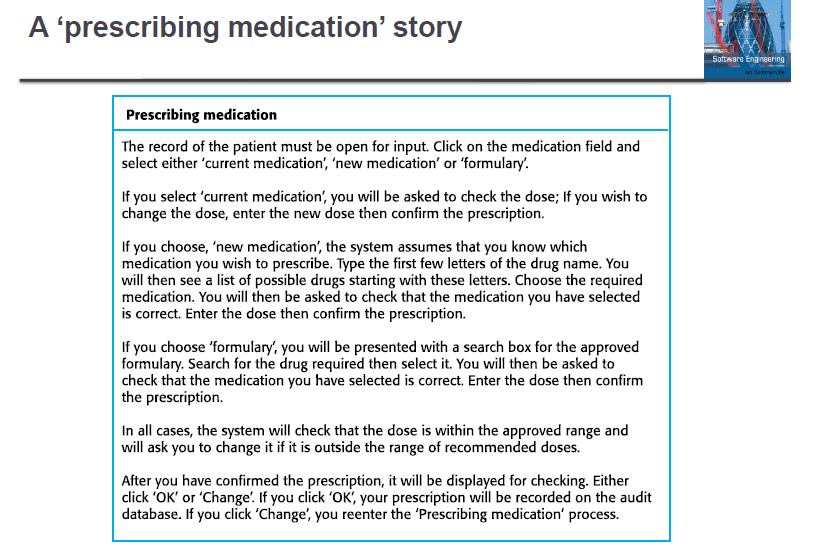 A ‘prescribing medication’ story
Software Engineering
Ian Sommerville
Prescribing medication
The record of the patient must be open for input. Click on the medication field and
select either ‘current medication’, ‘new medication’ or ‘formulary’.
If you select ‘current medication’, you will be asked to check the dose; If you wish to
change the dose, enter the new dose then confirm the prescription.
If you choose, ‘new medication’, the system assumes that you know which
medication you wish to prescribe. Type the first few letters of the drug name. You
will then see a list of possible drugs starting with these letters. Choose the required
medication. You will then be asked to check that the medication you have selected
is correct. Enter the dose then confirm the prescription.
If you choose ‘formulary’, you will be presented with a search box for the approved
formulary. Search for the drug required then select it. You will then be asked to
check that the medication you have selected is correct. Enter the dose then confirm
the prescription.
In all cases, the system will check that the dose is within the approved range and
will ask you to change it if it is outside the range of recommended doses.
After you have confirmed the prescription, it will be displayed for checking. Either
click ‘OK’ or ‘Change’. If you click ‘OK’, your prescription will be recorded on the audit
database. If you click ‘Change’, you reenter the ‘Prescribing medication’ process.